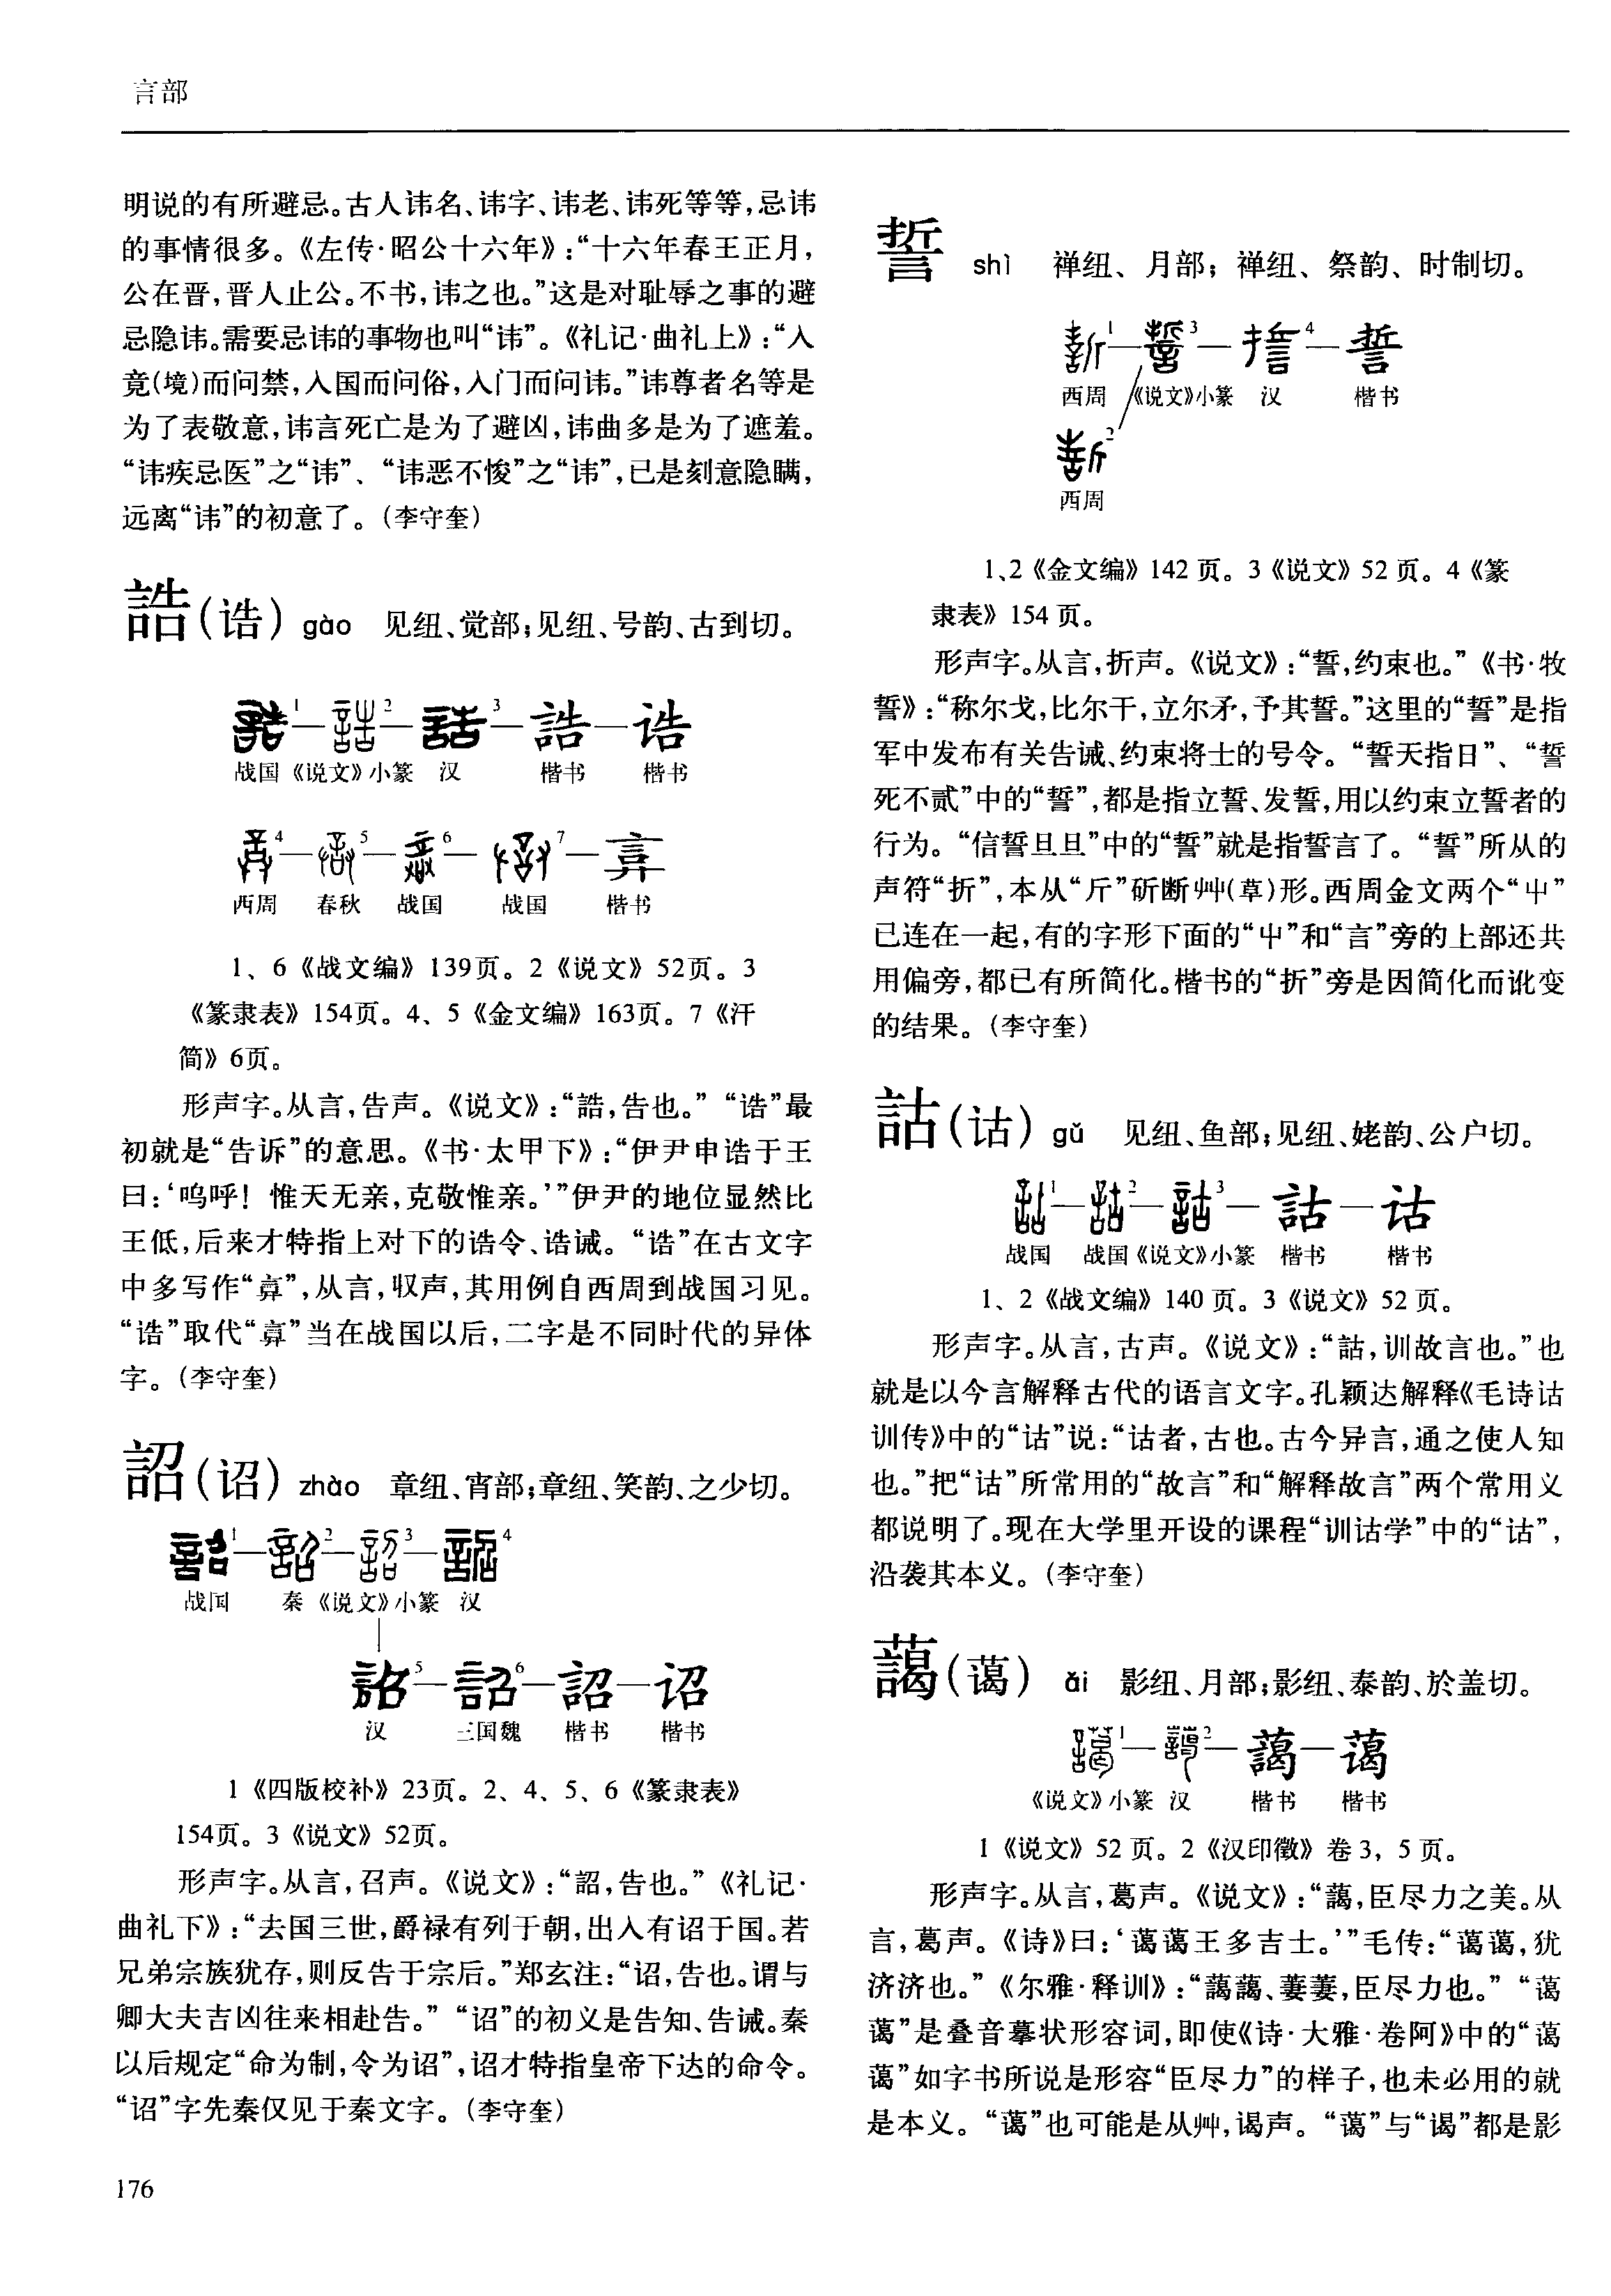 言部
明说的有所避忌。古人讳名、讳字、讳老、讳死等等,忌讳
的事情很多。《左传·昭公十六年》:“十六年春王正月,
公在晋,晋人止公。不书,讳之也。”这是对耻辱之事的避
忌隐讳。需要忌讳的事物也叫“讳”。《礼记·曲礼上》:“入
竟(境)而问禁,入国而问俗,入门而问讳。”讳尊者名等是
为了表敬意,讳言死亡是为了避凶,讳曲多是为了遮羞。
“讳疾忌医”之“讳”、“讳恶不悛”之“讳”,已是刻意隐瞒,
远离“讳”的初意了。(李守奎)
誥(诰) gào 见纽、觉部;见纽、号韵、古到切。
1—2—3—誥—诰
战国 《说文》小篆 汉 楷书 楷书
4—5—6—7—
西周 春秋 战国 战国 楷书
1、6《战文编》139页。2《说文》52页。3
《篆隶表》154页。4、5《金文编》163页。7《汗
简》6页。
形声字。从言,告声。《说文》:“誥,告也。”“诰”最
初就是“告诉”的意思。《书·太甲下》:“伊尹申诰于王
曰:‘呜呼!惟天无亲,克敬惟亲。’”伊尹的地位显然比
王低,后来才特指上对下的诰令、诰诫。“诰”在古文字
中多写作“𢍎”,从言,収声,其用例自西周到战国习见。
“诰”取代“𢍎”当在战国以后,二字是不同时代的异体
字。(李守奎)
詔(诏) zhào 章纽、宵部;章纽、笑韵、之少切。
1—2—3—4
战国 秦 《说文》小篆 汉
5—6—詔—诏
汉 三国魏 楷书 楷书
1《四版校补》23页。2、4、5、6《篆隶表》
154页。3《说文》52页。
形声字。从言,召声。《说文》:“詔,告也。”《礼记·
曲礼下》:“去国三世,爵禄有列于朝,出入有诏于国。若
兄弟宗族犹存,则反告于宗后。”郑玄注:“诏,告也。谓与
卿大夫吉凶往来相赴告。”“诏”的初义是告知、告诫。秦
以后规定“命为制,令为诏”,诏才特指皇帝下达的命令。
“诏”字先秦仅见于秦文字。(李守奎)
176
誓 shì 禅纽、月部;禅纽、祭韵、时制切。
1—3—4—誓
西周 《说文》小篆 汉 楷书
2
西周
1、2《金文编》142页。3《说文》52页。4《篆
隶表》154页。
形声字。从言,折声。《说文》:“誓,约束也。”《书·牧
誓》:“称尔戈,比尔干,立尔矛,予其誓。”这里的“誓”是指
军中发布有关告诫、约束将士的号令。“誓天指日”、“誓
死不贰”中的“誓”,都是指立誓、发誓,用以约束立誓者的
行为。“信誓旦旦”中的“誓”就是指誓言了。“誓”所从的
声符“折”,本从“斤”斫断艸(草)形。西周金文两个“屮”
已连在一起,有的字形下面的“屮”和“言”旁的上部还共
用偏旁,都已有所简化。楷书的“折”旁是因简化而讹变
的结果。(李守奎)
詁(诂) gǔ 见纽、鱼部;见纽、姥韵、公户切。
1—2—3—詁—诂
战国 战国 《说文》小篆 楷书 楷书
1、2《战文编》140页。3《说文》52页。
形声字。从言,古声。《说文》:“詁,训故言也。”也
就是以今言解释古代的语言文字。孔颖达解释《毛诗诂
训传》中的“诂”说:“诂者,古也。古今异言,通之使人知
也。”把“诂”所常用的“故言”和“解释故言”两个常用义
都说明了。现在大学里开设的课程“训诂学”中的“诂”,
沿袭其本义。(李守奎)
藹(蔼) ǎi 影纽、月部;影纽、泰韵、於盖切。
1—2—藹—蔼
《说文》小篆 汉 楷书 楷书
1《说文》52页。2《汉印徵》卷3,5页。
形声字。从言,葛声。《说文》:“藹,臣尽力之美。从
言,葛声。《诗》曰:‘蔼蔼王多吉士。’”毛传:“蔼蔼,犹
济济也。”《尔雅·释训》:“藹藹、萋萋,臣尽力也。”“蔼
蔼”是叠音摹状形容词,即使《诗·大雅·卷阿》中的“蔼
蔼”如字书所说是形容“臣尽力”的样子,也未必用的就
是本义。“蔼”也可能是从艸,谒声。“蔼”与“谒”都是影